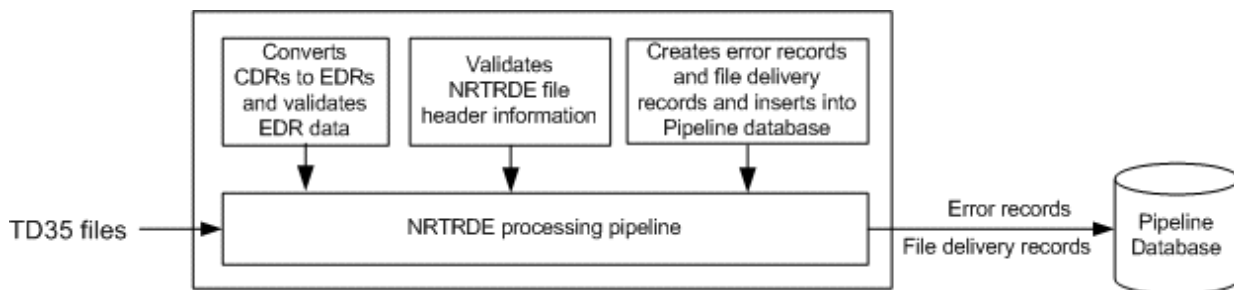 Converts
CDRs to EDRs
and validates
EDR data
Validates
NRTRDE file
header information
Creates error records
and file delivery
records and inserts into
Pipeline database
TD35 files
NRTRDE processing pipeline
Error records
File delivery records
Pipeline
Database